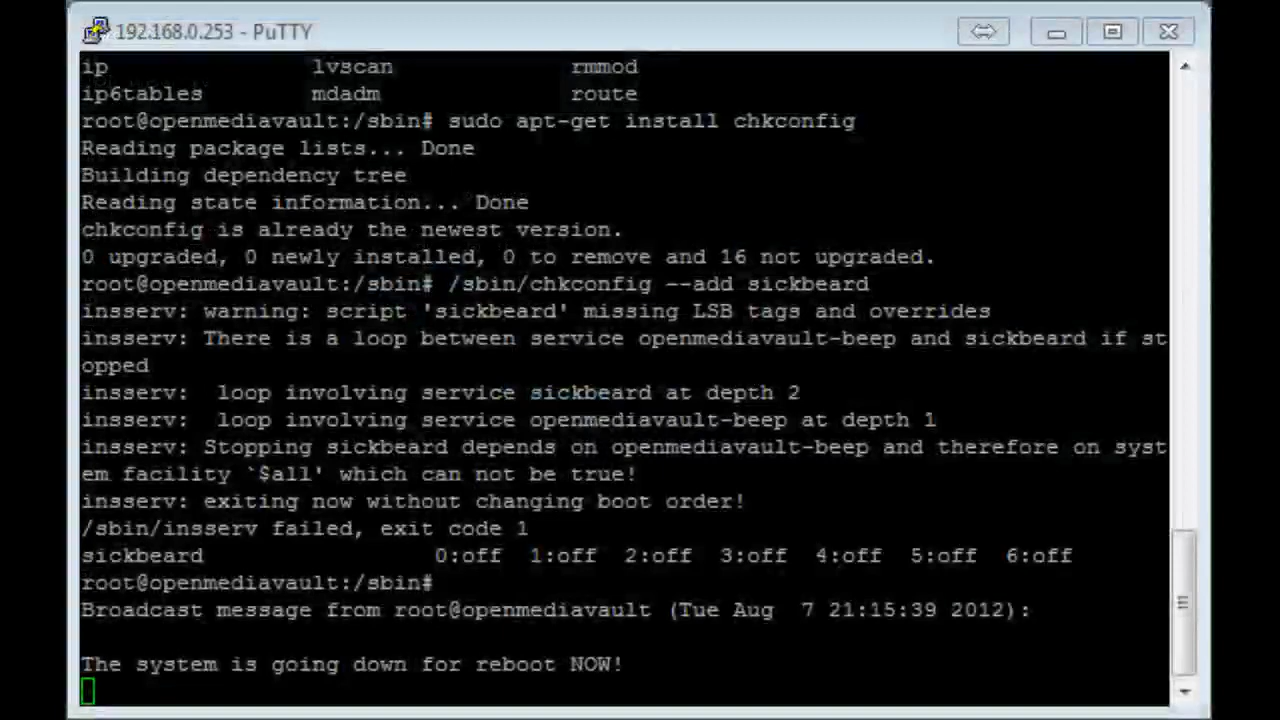 192.168.0.253 - PuTTY
ip lvscan rmmod
ip6tables mdadm route
root@openmediavault:/sbin# sudo apt-get install chkconfig
Reading package lists... Done
Building dependency tree
Reading state information... Done
chkconfig is already the newest version.
0 upgraded, 0 newly installed, 0 to remove and 16 not upgraded.
root@openmediavault:/sbin# /sbin/chkconfig --add sickbeard
insserv: warning: script 'sickbeard' missing LSB tags and overrides
insserv: There is a loop between service openmediavault-beep and sickbeard if st
opped
insserv:  loop involving service sickbeard at depth 2
insserv:  loop involving service openmediavault-beep at depth 1
insserv: Stopping sickbeard depends on openmediavault-beep and therefore on syst
em facility `$all' which can not be true!
insserv: exiting now without changing boot order!
/sbin/insserv failed, exit code 1
sickbeard 0:off 1:off 2:off 3:off 4:off 5:off 6:off
root@openmediavault:/sbin#
Broadcast message from root@openmediavault (Tue Aug  7 21:15:39 2012):
The system is going down for reboot NOW!